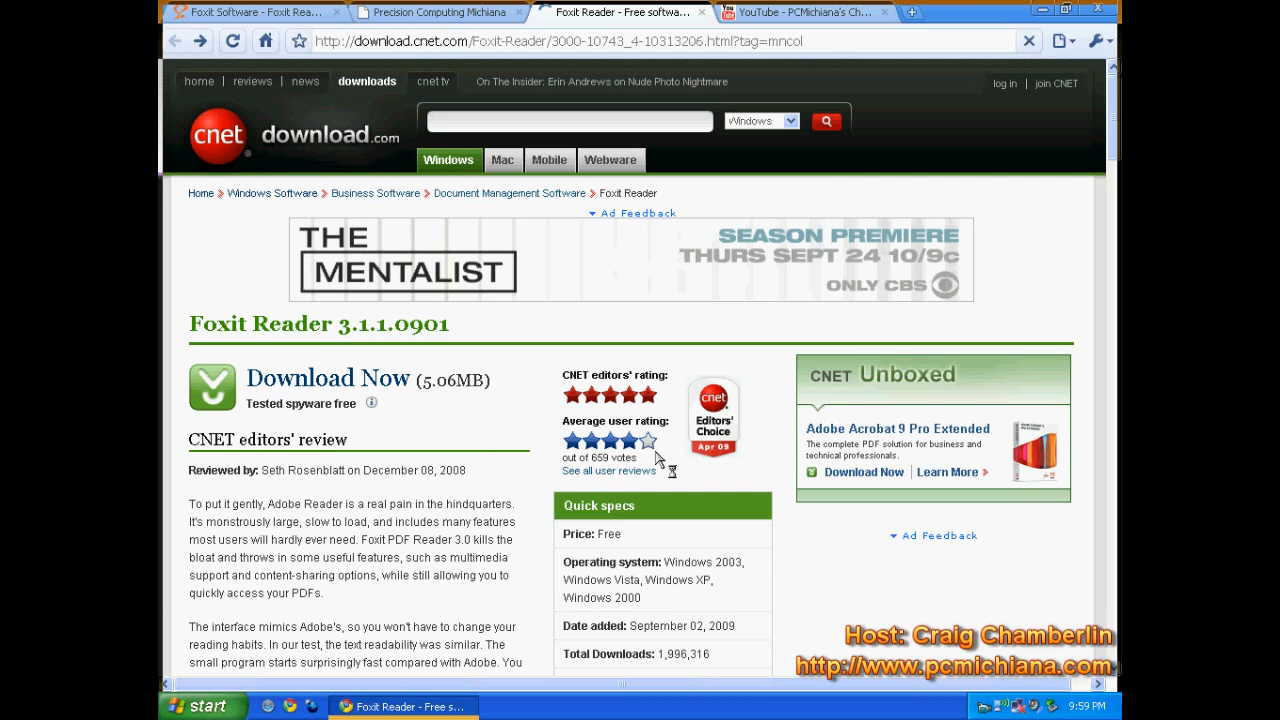 Foxit Software - Foxit Rea...
Precision Computing Michiana
Foxit Reader - Free softwa...
YouTube - PCMichiana's Ch...
http://download.cnet.com/Foxit-Reader/3000-10743_4-10313206.html?tag=mncol
home | reviews | news downloads cnet tv On The Insider: Erin Andrews on Nude Photo Nightmare
log in | join CNET
cnet download.com
Windows
Windows Mac Mobile Webware
Home Windows Software Business Software Document Management Software Foxit Reader
Ad Feedback
THE
MENTALIST
SEASON PREMIERE
THURS SEPT 24 10/9c
ONLY CBS
Foxit Reader 3.1.1.0901
Download Now (5.06MB)
Tested spyware free
CNET editors' review
Reviewed by: Seth Rosenblatt on December 08, 2008
To put it gently, Adobe Reader is a real pain in the hindquarters.
It's monstrously large, slow to load, and includes many features
most users will hardly ever need. Foxit PDF Reader 3.0 kills the
bloat and throws in some useful features, such as multimedia
support and content-sharing options, while still allowing you to
quickly access your PDFs.
The interface mimics Adobe's, so you won't have to change your
reading habits. In our test, the text readability was similar. The
small program starts surprisingly fast compared with Adobe. You
CNET editors' rating:
Average user rating:
out of 659 votes
See all user reviews
cnet
Editors'
Choice
Apr 09
Quick specs
Price: Free
Operating system: Windows 2003,
Windows Vista, Windows XP,
Windows 2000
Date added: September 02, 2009
Total Downloads: 1,996,316
CNET Unboxed
Adobe Acrobat 9 Pro Extended
The complete PDF solution for business and
technical professionals.
Download Now | Learn More
Ad Feedback
Host: Craig Chamberlin
http://www.pcmichiana.com
start
Foxit Reader - Free s...
9:59 PM